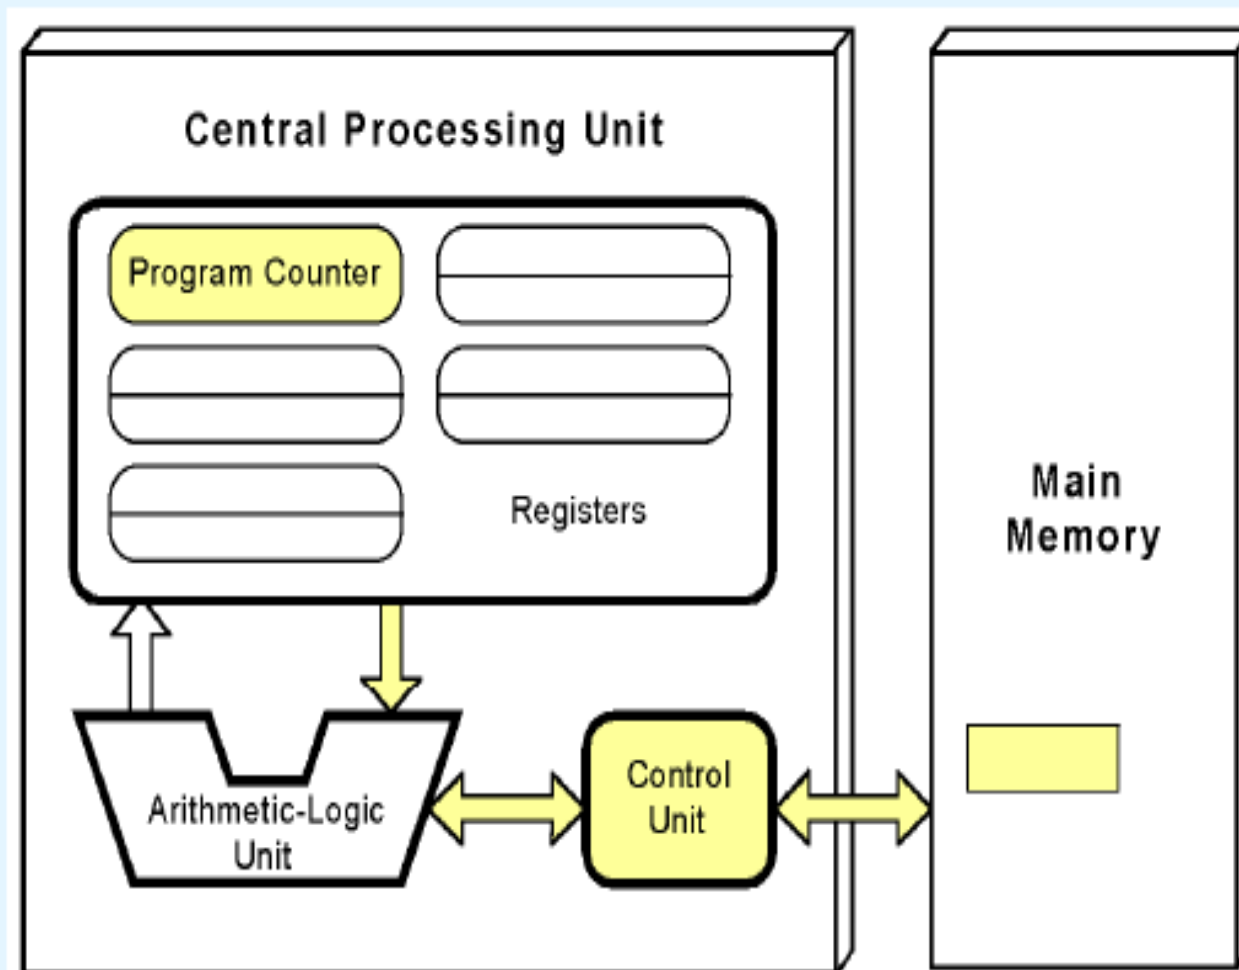 Central Processing Unit
Program Counter
Registers
Main
Memory
Arithmetic-Logic
Unit
Control
Unit